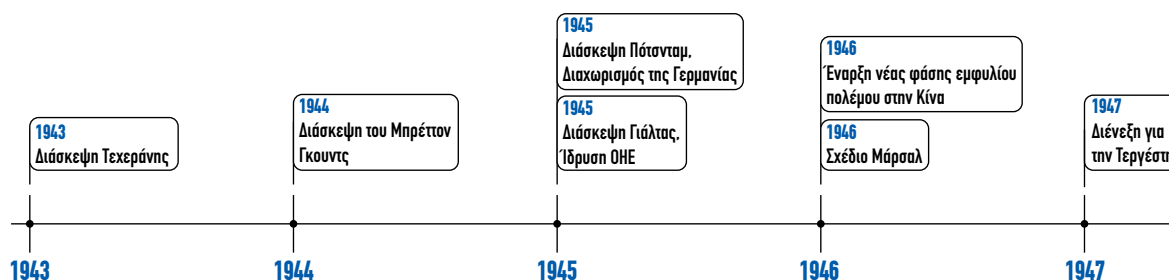 1943
Διάσκεψη Τεχεράνης
1944
Διάσκεψη του Μπρέττον
Γκουντς
1945
Διάσκεψη Πότσνταμ,
Διαχωρισμός της Γερμανίας
1945
Διάσκεψη Γιάλτας,
Ίδρυση ΟΗΕ
1946
Έναρξη νέας φάσης εμφυλίου
πολέμου στην Κίνα
1946
Σχέδιο Μάρσαλ
1947
Διένεξη για
την Τεργέστη
1943
1944
1945
1946
1947